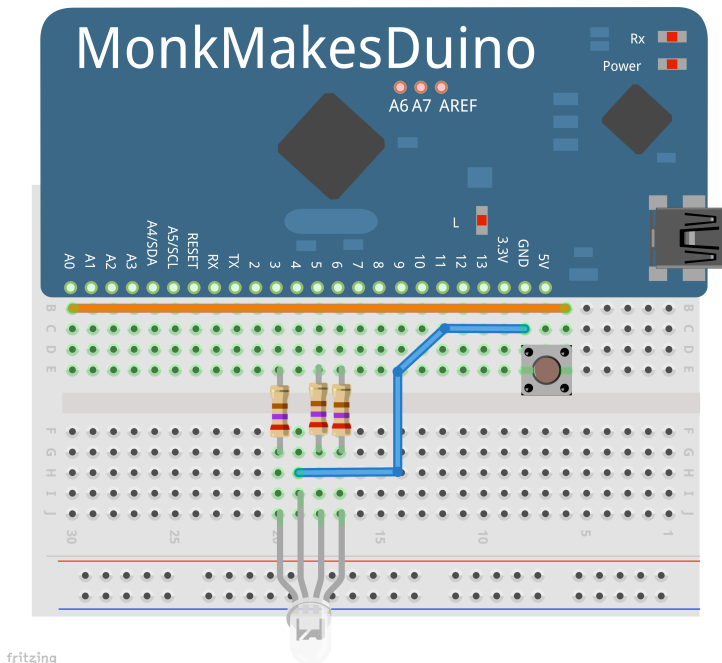 MonkMakesDuino
Rx
Power
A6 A7 AREF
L
A0 A1 A2 A3 A4/SDA A5/SCL RESET RX TX 2 3 4 5 6 7 8 9 10 11 12 13 3.3V GND 5V
B B
C C
D D
E E
F F
G G
H H
I I
J J
30 25 20 15 10 5 1
fritzing